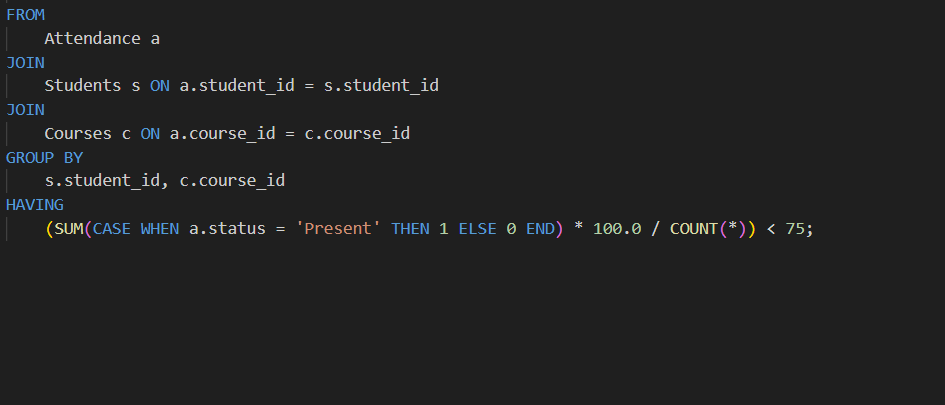 FROM
    Attendance a
JOIN
    Students s ON a.student_id = s.student_id
JOIN
    Courses c ON a.course_id = c.course_id
GROUP BY
    s.student_id, c.course_id
HAVING
    (SUM(CASE WHEN a.status = 'Present' THEN 1 ELSE 0 END) * 100.0 / COUNT(*)) < 75;